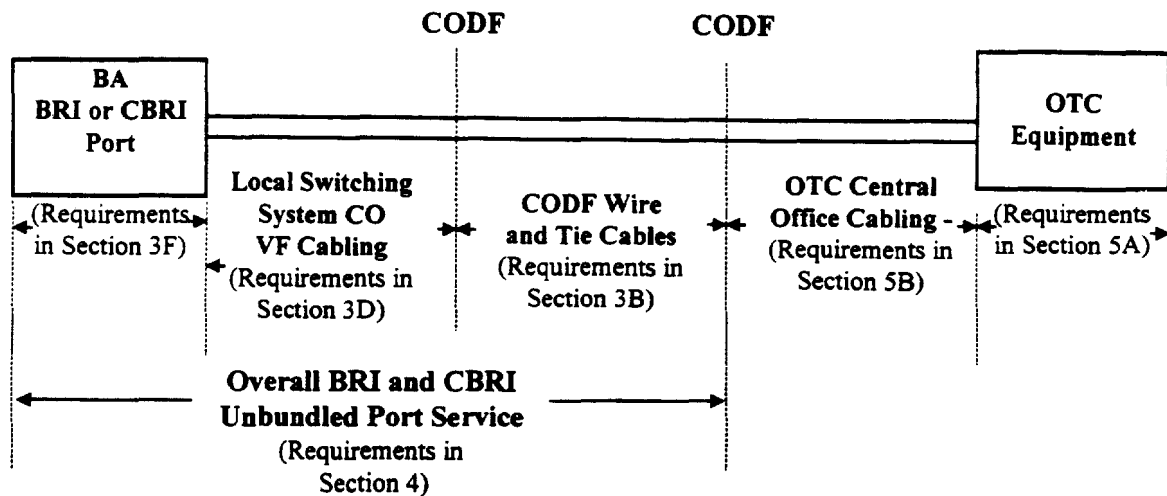 CODF
CODF
BA
BRI or CBRI
Port
OTC
Equipment
(Requirements
in Section 3F)
Local Switching
System CO
VF Cabling
(Requirements in
Section 3D)
CODF Wire
and Tie Cables
(Requirements in
Section 3B)
OTC Central
Office Cabling -
(Requirements in
Section 5B)
(Requirements
in Section 5A)
Overall BRI and CBRI
Unbundled Port Service
(Requirements in
Section 4)